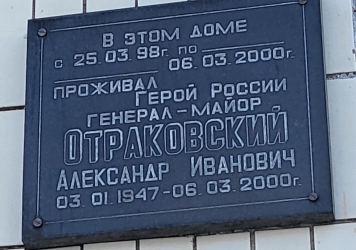 В ЭТОМ ДОМЕ
с 25.03.98г. по
06.03.2000г.
ПРОЖИВАЛ
ГЕРОЙ РОССИИ
ГЕНЕРАЛ-МАЙОР
ОТРАКОВСКИЙ
АЛЕКСАНДР ИВАНОВИЧ
03.01.1947-06.03.2000г.